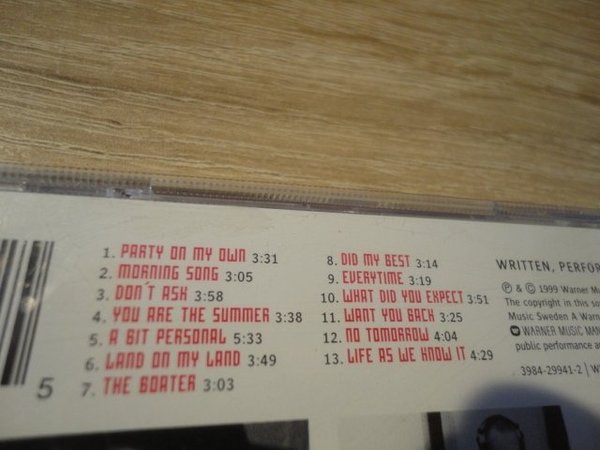 1. PARTY ON MY OWN 3:31
2. MORNING SONG 3:05
3. DON´T ASK 3:58
4. YOU ARE THE SUMMER 3:38
5. A BIT PERSONAL 5:33
6. LAND ON MY LAND 3:49
7. THE BOATER 3:03
8. DID MY BEST 3:14
9. EVERYTIME 3:19
10. WHAT DID YOU EXPECT 3:51
11. WANT YOU BACK 3:25
12. NO TOMORROW 4:04
13. LIFE AS WE KNOW IT 4:29
WRITTEN, PERFOR
℗ & © 1999 Warner Mu
The copyright in this so
Music Sweden A Warn
WARNER MUSIC MAN
public performance a
3984-29941-2 | W
5